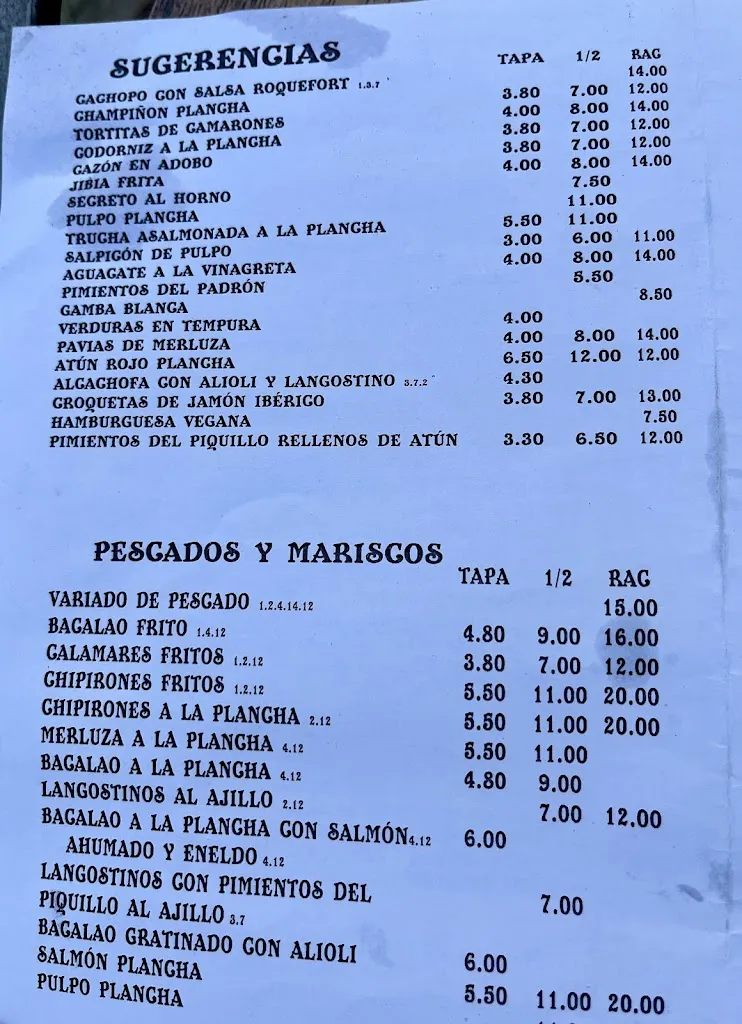 SUGERENCIAS TAPA 1/2 RAC
CACHOPO CON SALSA ROQUEFORT 1.3.7 14.00
CHAMPIÑON PLANCHA 3.80 7.00 12.00
TORTITAS DE CAMARONES 4.00 8.00 14.00
CODORNIZ A LA PLANCHA 3.80 7.00 12.00
CAZÓN EN ADOBO 3.80 7.00 12.00
JIBIA FRITA 4.00 8.00 14.00
SECRETO AL HORNO 7.50
PULPO PLANCHA 11.00
TRUCHA ASALMONADA A LA PLANCHA 5.50 11.00
SALPICÓN DE PULPO 3.00 6.00 11.00
AGUACATE A LA VINAGRETA 4.00 8.00 14.00
PIMIENTOS DEL PADRÓN 5.50
GAMBA BLANCA 8.50
VERDURAS EN TEMPURA 4.00
PAVIAS DE MERLUZA 4.00 8.00 14.00
ATÚN ROJO PLANCHA 6.50 12.00 12.00
ALCACHOFA CON ALIOLI Y LANGOSTINO 3.7.2 4.30
CROQUETAS DE JAMÓN IBÉRICO 3.80 7.00 13.00
HAMBURGUESA VEGANA 7.50
PIMIENTOS DEL PIQUILLO RELLENOS DE ATÚN 3.30 6.50 12.00
PESCADOS Y MARISCOS TAPA 1/2 RAC
VARIADO DE PESCADO 1.2.4.14.12 15.00
BACALAO FRITO 1.4.12 4.80 9.00 16.00
CALAMARES FRITOS 1.2.12 3.80 7.00 12.00
CHIPIRONES FRITOS 1.2.12 5.50 11.00 20.00
CHIPIRONES A LA PLANCHA 2.12 5.50 11.00 20.00
MERLUZA A LA PLANCHA 4.12 5.50 11.00
BACALAO A LA PLANCHA 4.12 4.80 9.00
LANGOSTINOS AL AJILLO 2.12 7.00 12.00
BACALAO A LA PLANCHA CON SALMÓN 4.12 6.00
AHUMADO Y ENELDO 4.12
LANGOSTINOS CON PIMIENTOS DEL 7.00
PIQUILLO AL AJILLO 3.7
BACALAO GRATINADO CON ALIOLI 6.00
SALMÓN PLANCHA 5.50 11.00 20.00
PULPO PLANCHA